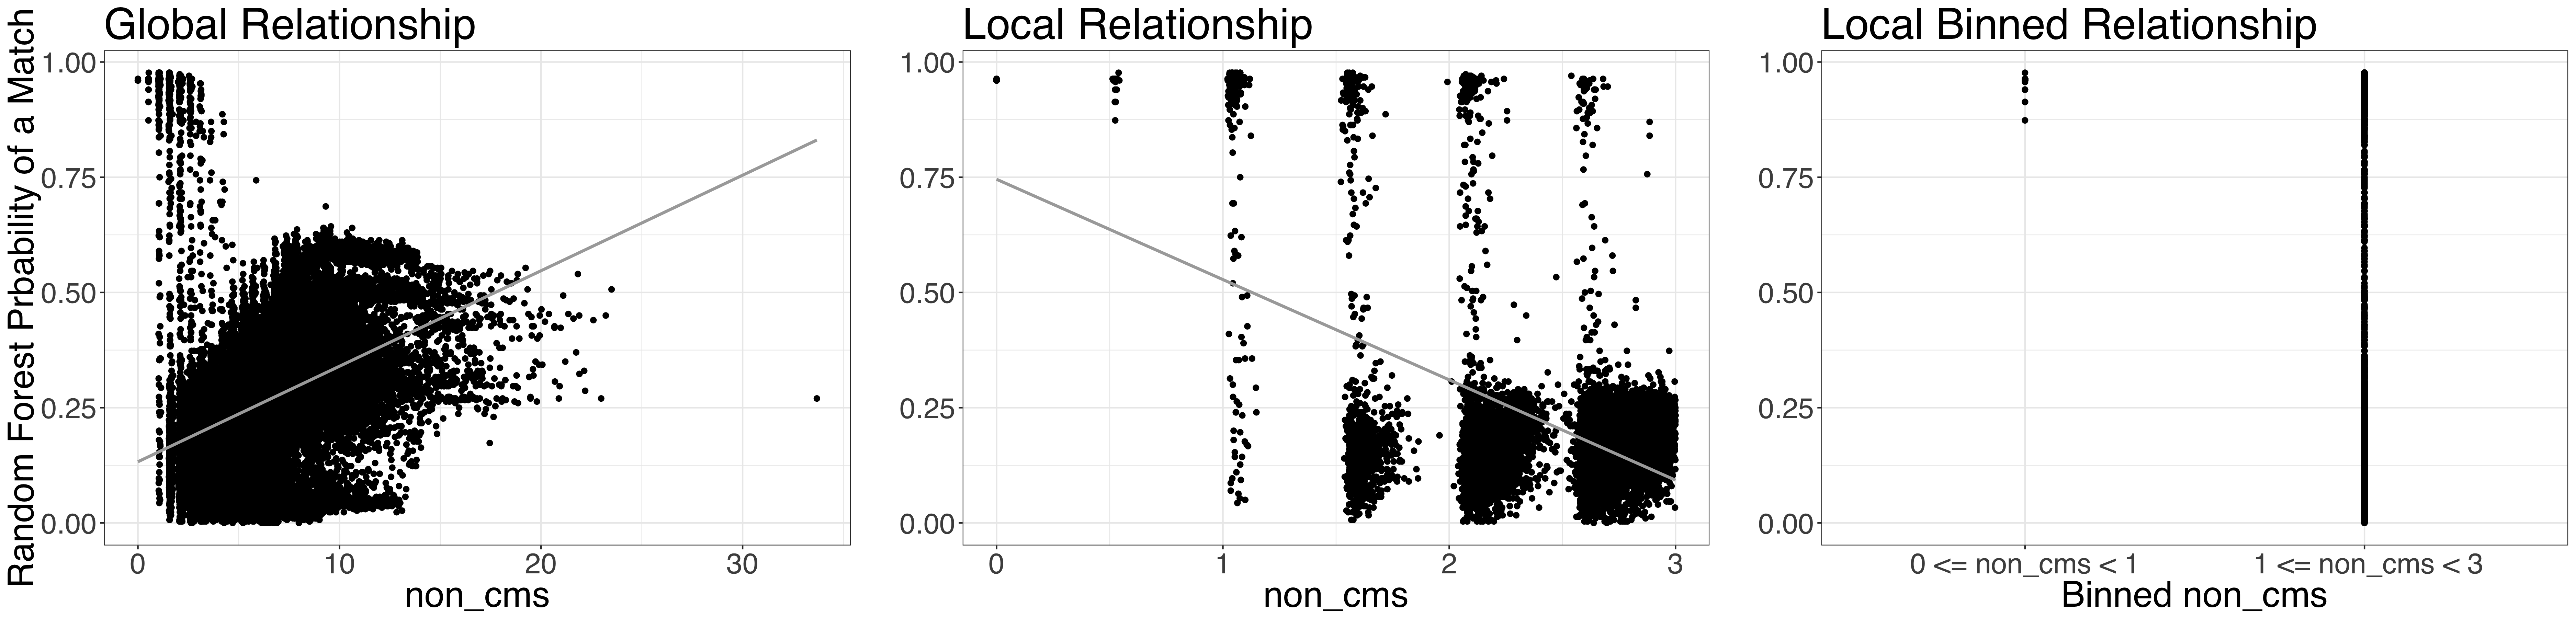 Global Relationship
Random Forest Prbability of a Match
1.00
0.75
0.50
0.25
0.00
0 10 20 30
non_cms
Local Relationship
1.00
0.75
0.50
0.25
0.00
0 1 2 3
non_cms
Local Binned Relationship
1.00
0.75
0.50
0.25
0.00
0 <= non_cms < 1 1 <= non_cms < 3
Binned non_cms